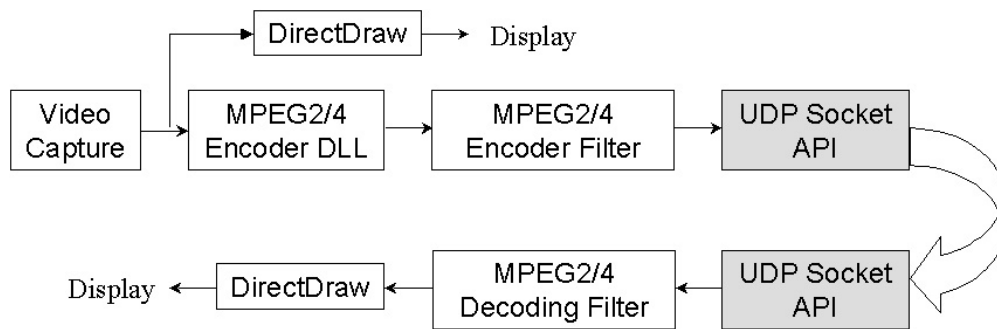 DirectDraw
Display
Video
Capture
MPEG2/4
Encoder DLL
MPEG2/4
Encoder Filter
UDP Socket
API
Display
DirectDraw
MPEG2/4
Decoding Filter
UDP Socket
API